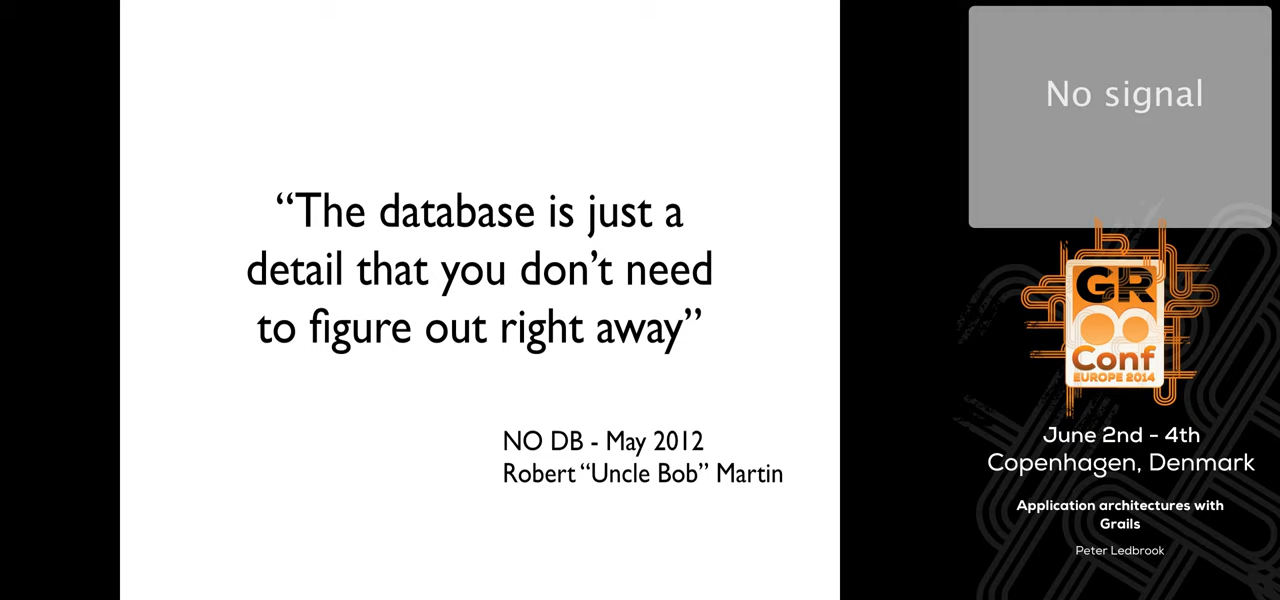 “The database is just a
detail that you don’t need
to figure out right away”
NO DB - May 2012
Robert “Uncle Bob” Martin
No signal
GR
Conf
EUROPE 2014
June 2nd - 4th
Copenhagen, Denmark
Application architectures with
Grails
Peter Ledbrook